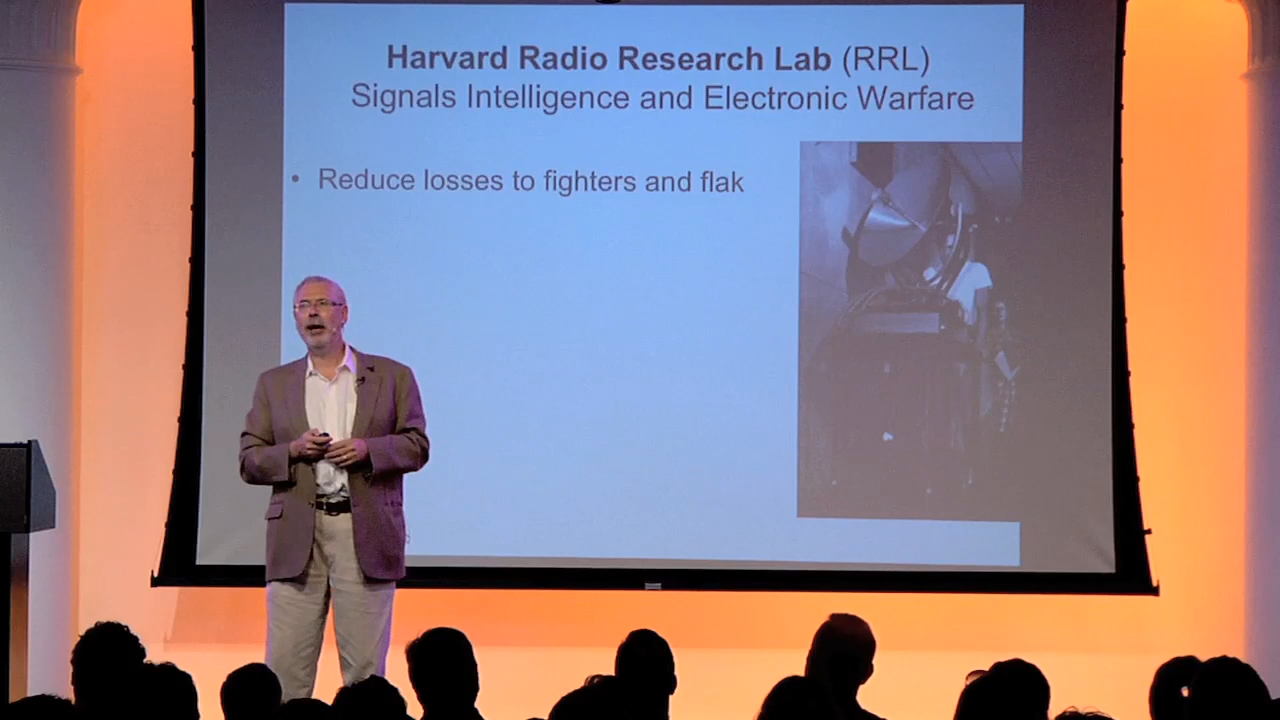 Harvard Radio Research Lab (RRL)
Signals Intelligence and Electronic Warfare
• Reduce losses to fighters and flak